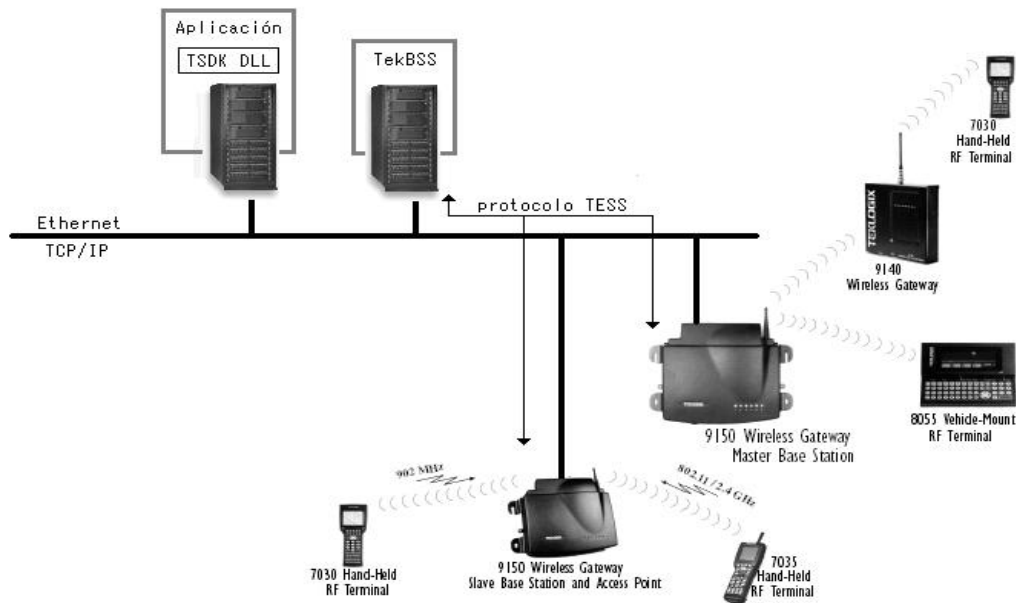 Aplicación
TSDK DLL
TekBSS
7030
Hand-Held
RF Terminal
protocolo TESS
Ethernet
TCP/IP
TEKLOGIX
9140
Wireless Gateway
8055 Vehicle-Mount
RF Terminal
9150 Wireless Gateway
Master Base Station
902 MHz
802.11/2.4 GHz
7030 Hand-Held
RF Terminal
9150 Wireless Gateway
Slave Base Station and Access Point
7035
Hand-Held
RF Terminal